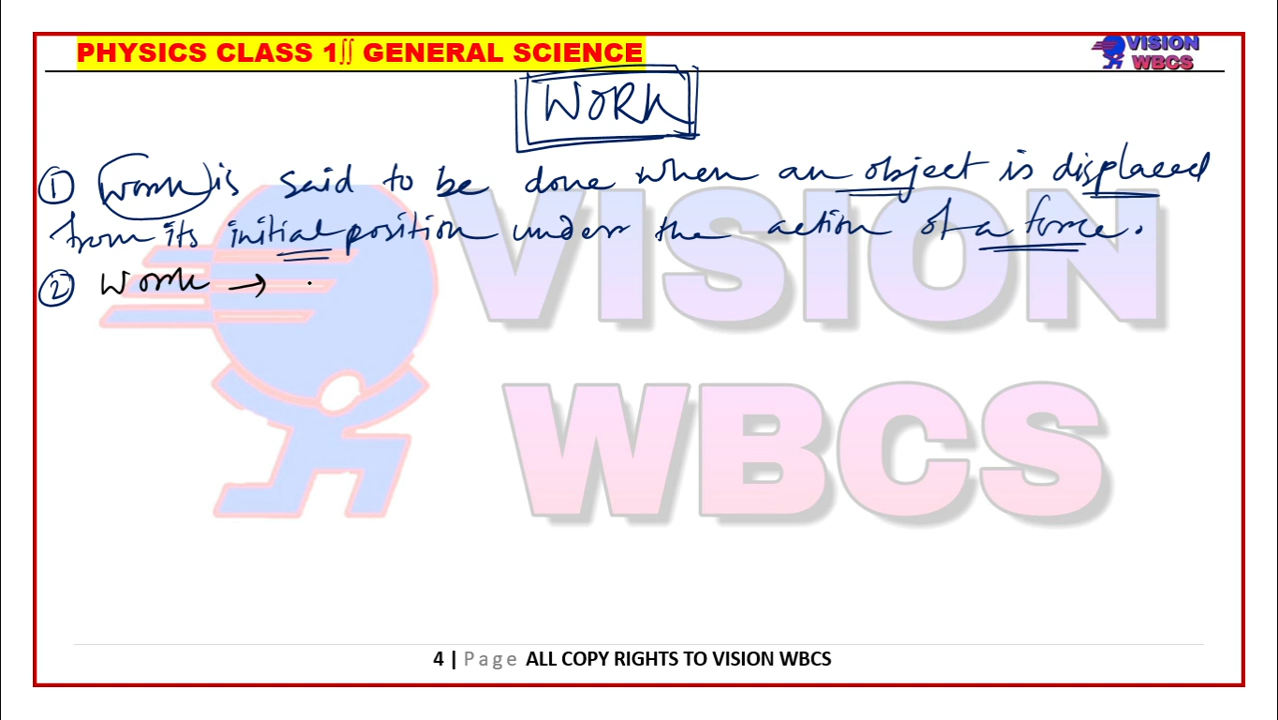 PHYSICS CLASS 1∬ GENERAL SCIENCE
VISION
WBCS
WORK
① Work is said to be done when an object is displaced
from its initial position under the action of a force.
② Work →
VISION
WBCS
4 | Page ALL COPY RIGHTS TO VISION WBCS